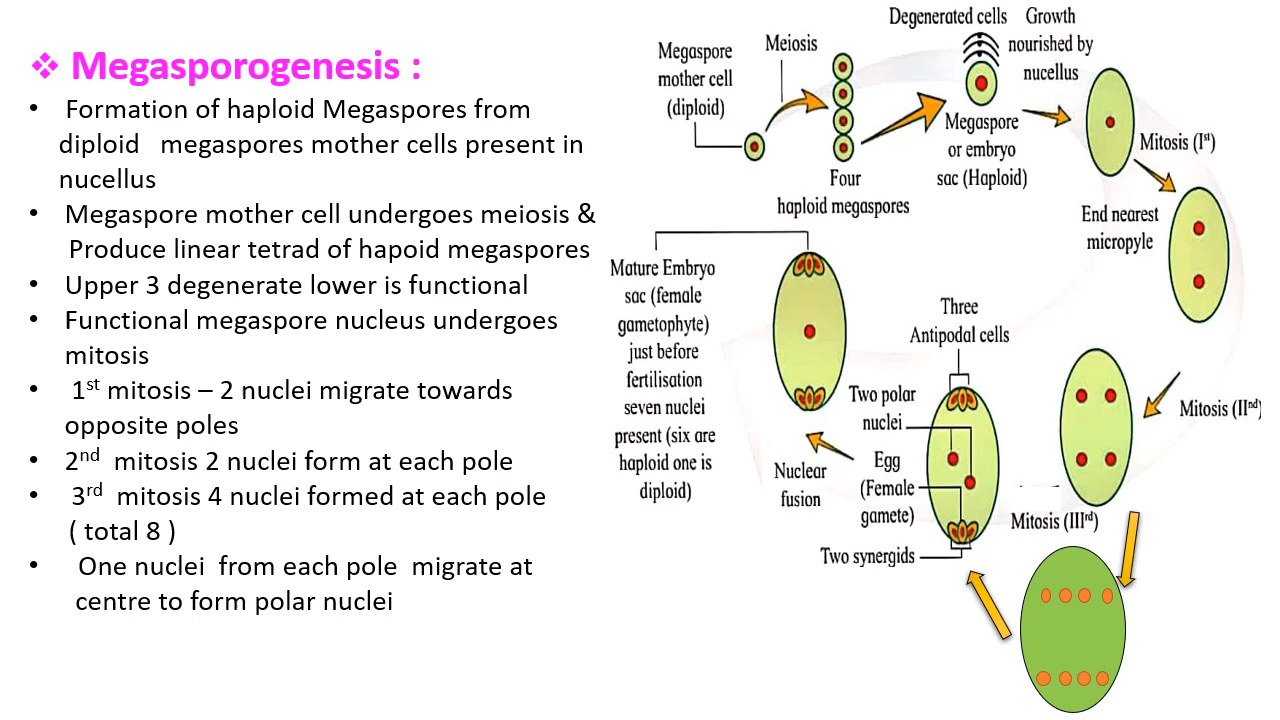 ❖ Megasporogenesis :
• Formation of haploid Megaspores from
diploid megaspores mother cells present in
nucellus
• Megaspore mother cell undergoes meiosis &
Produce linear tetrad of hapoid megaspores
• Upper 3 degenerate lower is functional
• Functional megaspore nucleus undergoes
mitosis
• 1st mitosis – 2 nuclei migrate towards
opposite poles
• 2nd mitosis 2 nuclei form at each pole
• 3rd mitosis 4 nuclei formed at each pole
( total 8 )
• One nuclei from each pole migrate at
centre to form polar nuclei
Megaspore
mother cell
(diploid)
Meiosis
Four
haploid megaspores
Degenerated cells
Megaspore
or embryo
sac (Haploid)
Growth
nourished by
nucellus
Mitosis (Ist)
End nearest
micropyle
Mitosis (IInd)
Mitosis (IIIrd)
Three
Antipodal cells
Two polar
nuclei
Egg
(Female
gamete)
Two synergids
Nuclear
fusion
Mature Embryo
sac (female
gametophyte)
just before
fertilisation
seven nuclei
present (six are
haploid one is
diploid)